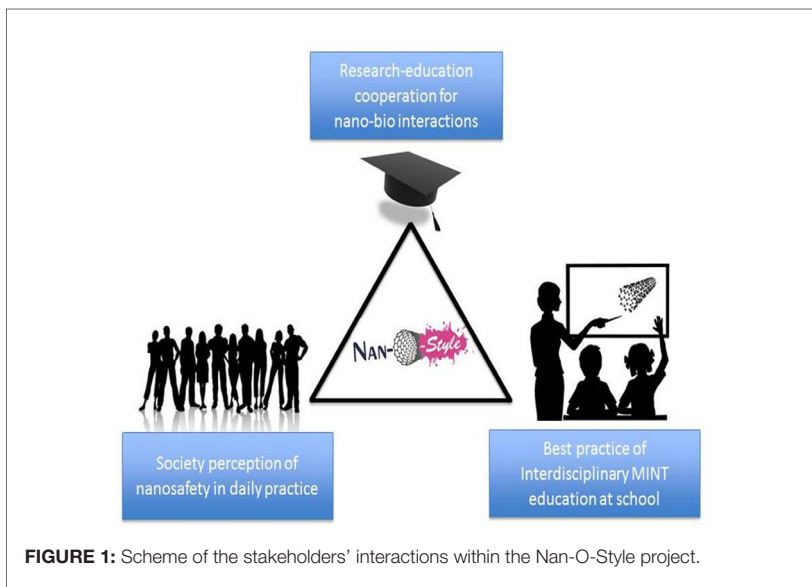 Research-education
cooperation for
nano-bio interactions
NAN-O-Style
Society perception of
nanosafety in daily practice
Best practice of
Interdisciplinary MINT
education at school
FIGURE 1: Scheme of the stakeholders' interactions within the Nan-O-Style project.